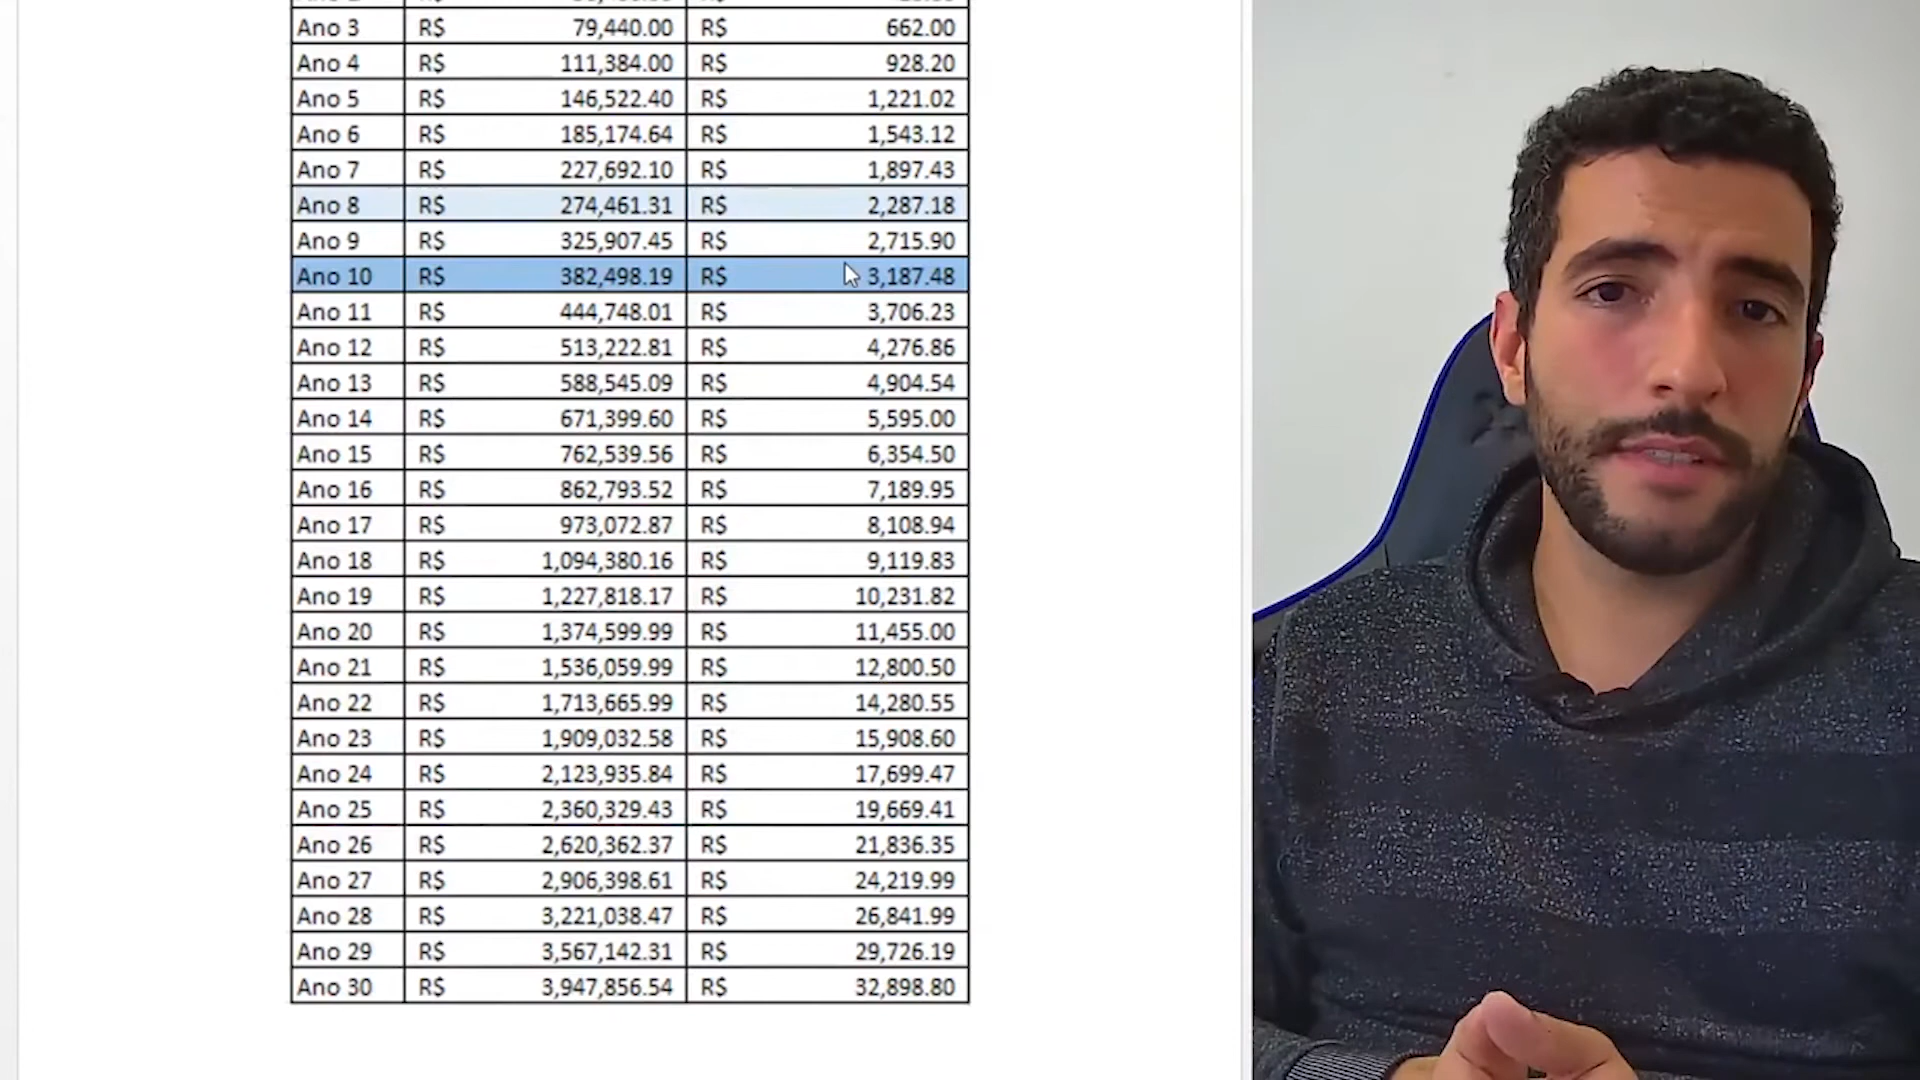 Ano 3 R$ 79,440.00 R$ 662.00
Ano 4 R$ 111,384.00 R$ 928.20
Ano 5 R$ 146,522.40 R$ 1,221.02
Ano 6 R$ 185,174.64 R$ 1,543.12
Ano 7 R$ 227,692.10 R$ 1,897.43
Ano 8 R$ 274,461.31 R$ 2,287.18
Ano 9 R$ 325,907.45 R$ 2,715.90
Ano 10 R$ 382,498.19 R$ 3,187.48
Ano 11 R$ 444,748.01 R$ 3,706.23
Ano 12 R$ 513,222.81 R$ 4,276.86
Ano 13 R$ 588,545.09 R$ 4,904.54
Ano 14 R$ 671,399.60 R$ 5,595.00
Ano 15 R$ 762,539.56 R$ 6,354.50
Ano 16 R$ 862,793.52 R$ 7,189.95
Ano 17 R$ 973,072.87 R$ 8,108.94
Ano 18 R$ 1,094,380.16 R$ 9,119.83
Ano 19 R$ 1,227,818.17 R$ 10,231.82
Ano 20 R$ 1,374,599.99 R$ 11,455.00
Ano 21 R$ 1,536,059.99 R$ 12,800.50
Ano 22 R$ 1,713,665.99 R$ 14,280.55
Ano 23 R$ 1,909,032.58 R$ 15,908.60
Ano 24 R$ 2,123,935.84 R$ 17,699.47
Ano 25 R$ 2,360,329.43 R$ 19,669.41
Ano 26 R$ 2,620,362.37 R$ 21,836.35
Ano 27 R$ 2,906,398.61 R$ 24,219.99
Ano 28 R$ 3,221,038.47 R$ 26,841.99
Ano 29 R$ 3,567,142.31 R$ 29,726.19
Ano 30 R$ 3,947,856.54 R$ 32,898.80